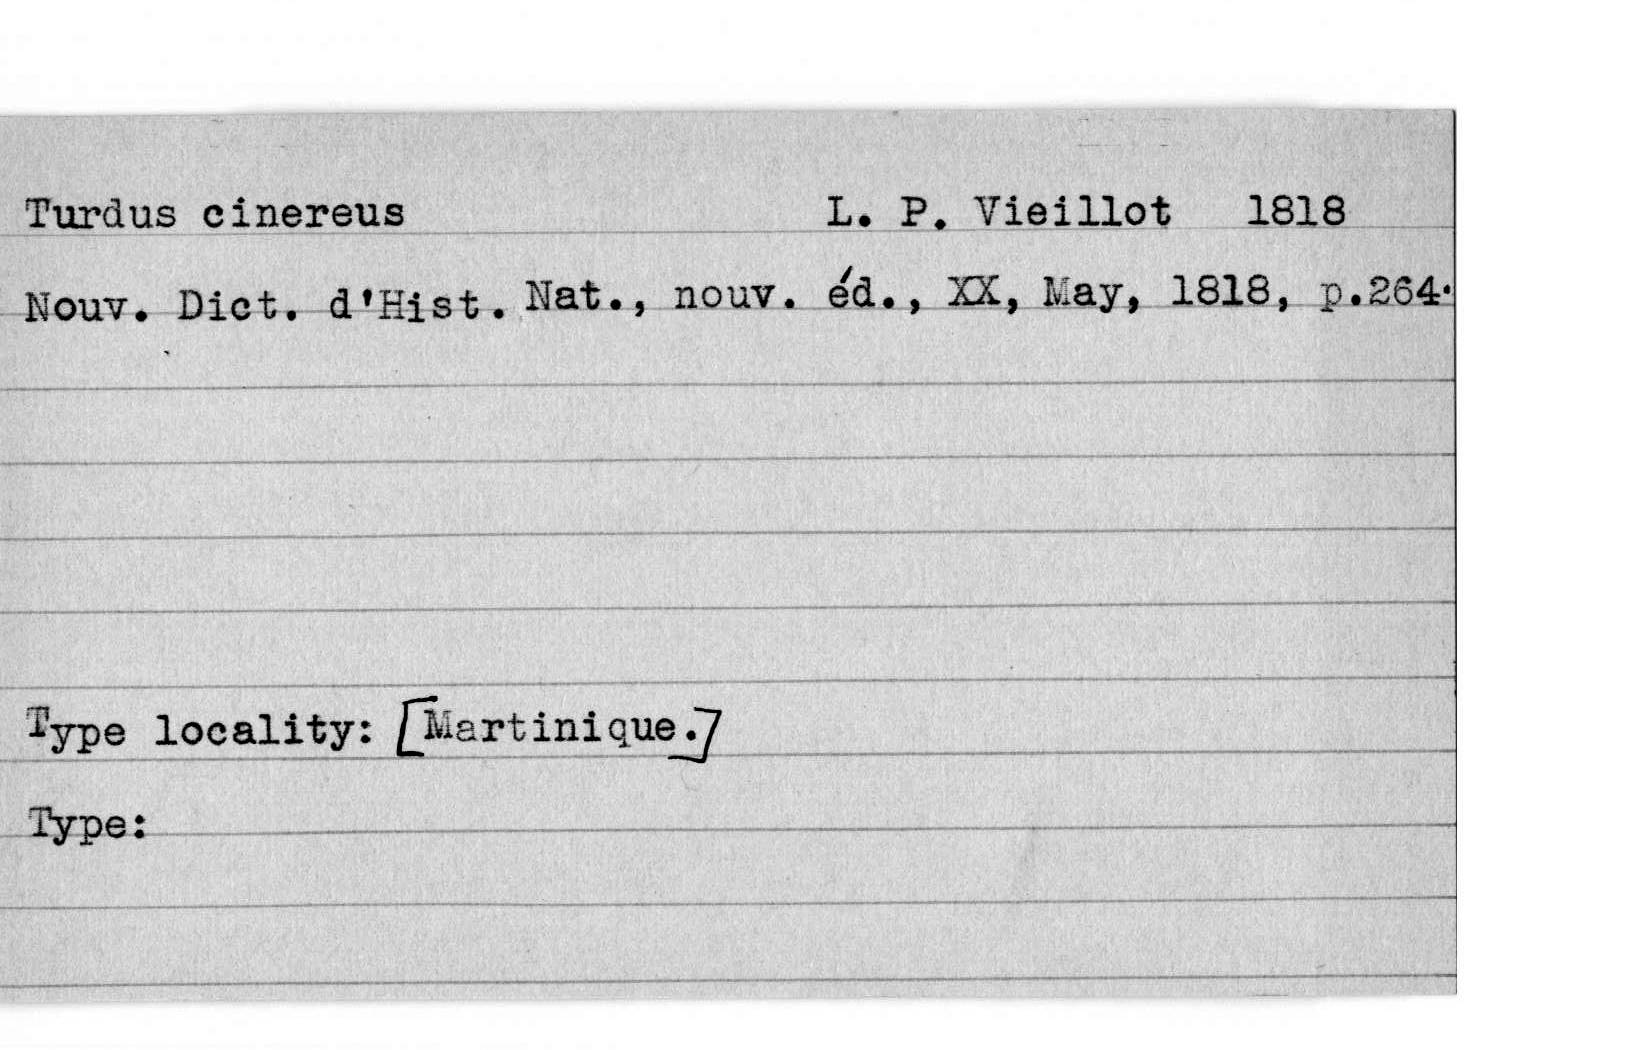 Turdus cinereus L. P. Vieillot 1818
Nouv. Dict. d'Hist. Nat., nouv. éd., XX, May, 1818, p.264.
Type locality: [Martinique.]
Type: